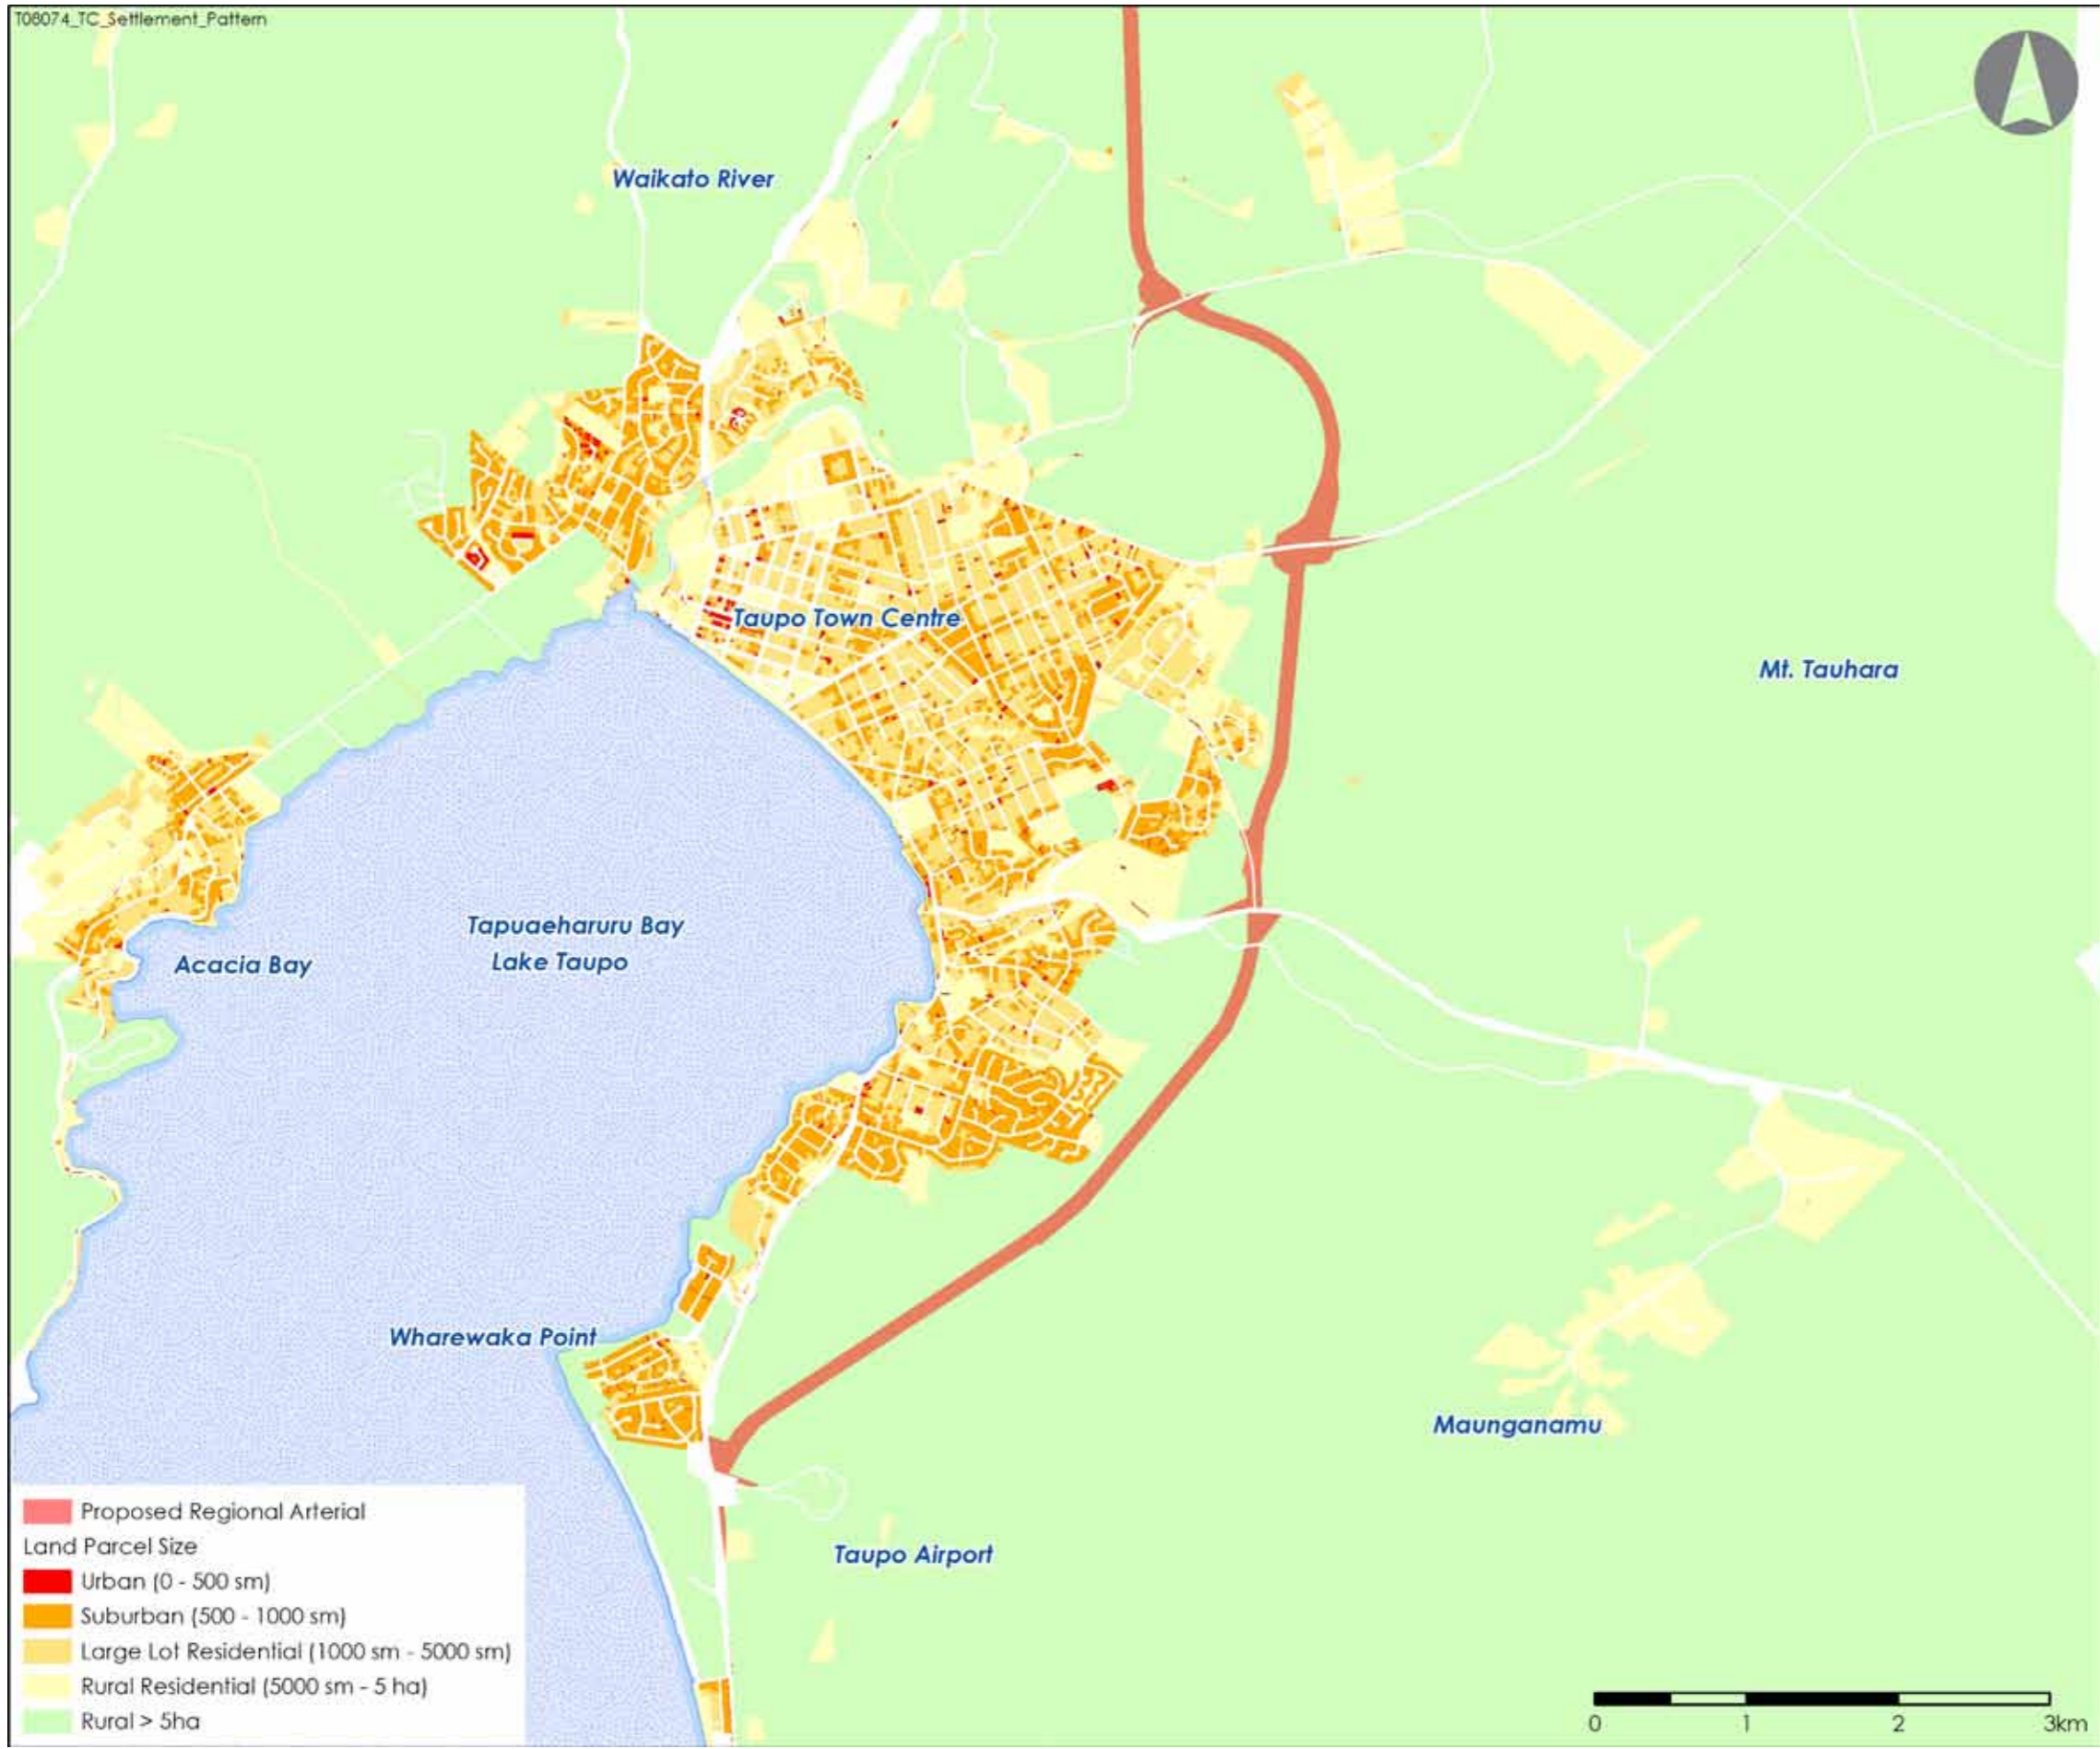 T08074_TC_Settlement_Pattern
Waikato River
Taupo Town Centre
Mt. Tauhara
Tapuaeharuru Bay
Lake Taupo
Acacia Bay
Wharewaka Point
Maunganamu
Taupo Airport
Proposed Regional Arterial
Land Parcel Size
Urban (0 - 500 sm)
Suburban (500 - 1000 sm)
Large Lot Residential (1000 sm - 5000 sm)
Rural Residential (5000 sm - 5 ha)
Rural > 5ha
0 1 2 3km